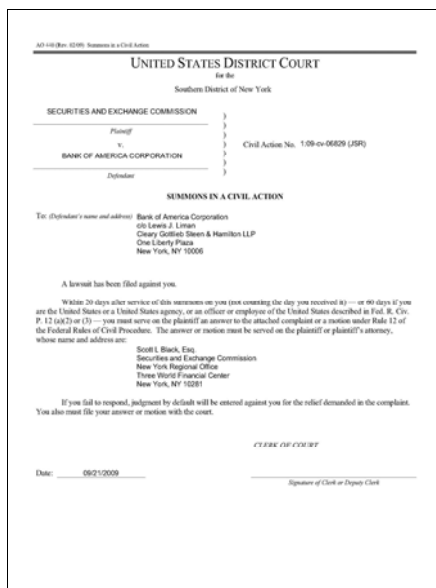 AO 440 (Rev. 02/09) Summons in a Civil Action
UNITED STATES DISTRICT COURT
for the
Southern District of New York
SECURITIES AND EXCHANGE COMMISSION
Plaintiff
v.
BANK OF AMERICA CORPORATION
Defendant
)
)
)
)
)
)
Civil Action No. 1:09-cv-06829 (JSR)
SUMMONS IN A CIVIL ACTION
To: (Defendant's name and address) Bank of America Corporation
c/o Lewis J. Liman
Cleary Gottlieb Steen & Hamilton LLP
One Liberty Plaza
New York, NY 10006
A lawsuit has been filed against you.
Within 20 days after service of this summons on you (not counting the day you received it) — or 60 days if you
are the United States or a United States agency, or an officer or employee of the United States described in Fed. R. Civ.
P. 12 (a)(2) or (3) — you must serve on the plaintiff an answer to the attached complaint or a motion under Rule 12 of
the Federal Rules of Civil Procedure. The answer or motion must be served on the plaintiff or plaintiff's attorney,
whose name and address are:
Scott L Black, Esq.
Securities and Exchange Commission
New York Regional Office
Three World Financial Center
New York, NY 10281
If you fail to respond, judgment by default will be entered against you for the relief demanded in the complaint.
You also must file your answer or motion with the court.
CLERK OF COURT
Date: 09/21/2009
Signature of Clerk or Deputy Clerk